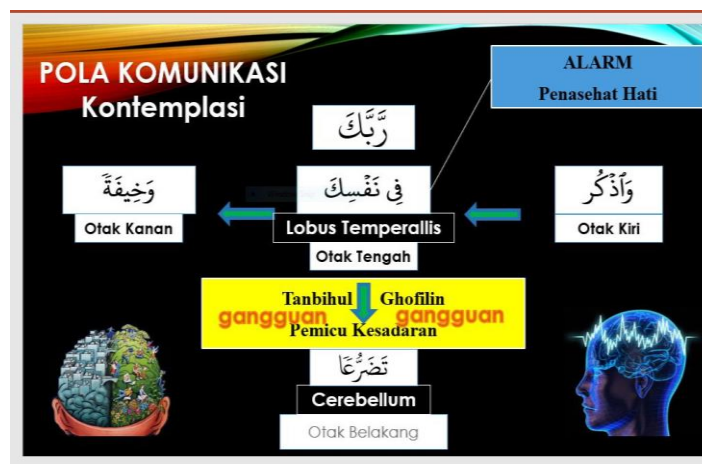 POLA KOMUNIKASI
Kontemplasi
ALARM
Penasehat Hati
رَّبَّكَ
وَخِيفَةً
فِى نَفْسِكَ
وَٱذْكُر
Otak Kanan
Lobus Temperallis
Otak Kiri
Otak Tengah
Tanbihul Ghofilin
gangguan gangguan
Pemicu Kesadaran
تَضَرُّعًا
Cerebellum
Otak Belakang